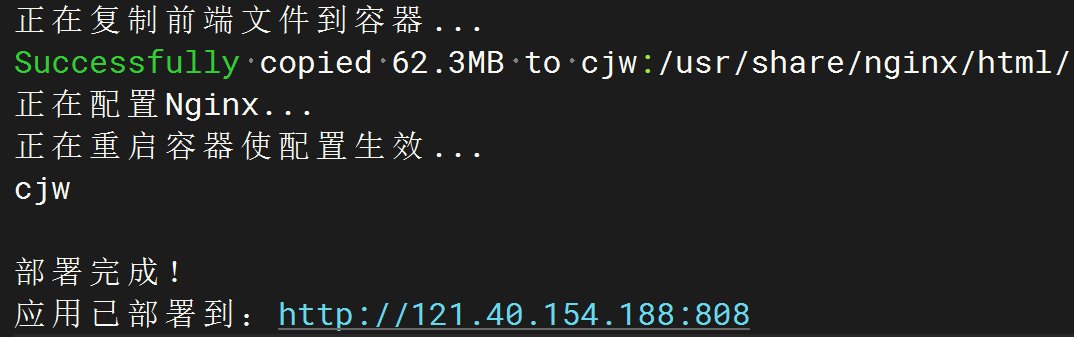 正在复制前端文件到容器...
Successfully copied 62.3MB to cjw:/usr/share/nginx/html/
正在配置Nginx...
正在重启容器使配置生效...
cjw
部署完成！
应用已部署到：http://121.40.154.188:808